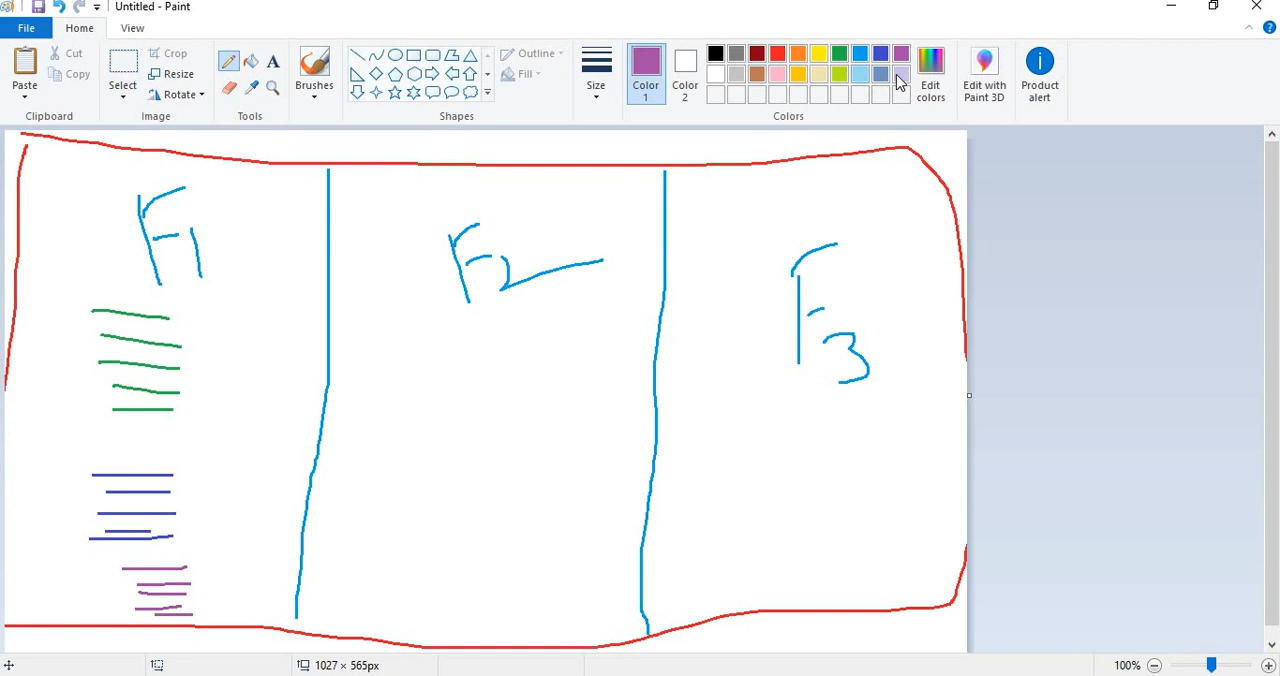 Untitled - Paint
File Home View
Paste
Cut
Copy
Clipboard
Select
Crop
Resize
Rotate
Image
Tools
Brushes
Shapes
Outline
Fill
Size
Color 1
Color 2
Edit colors
Colors
Edit with Paint 3D
Product alert
F1
F2
F3
1027 × 565px
100%